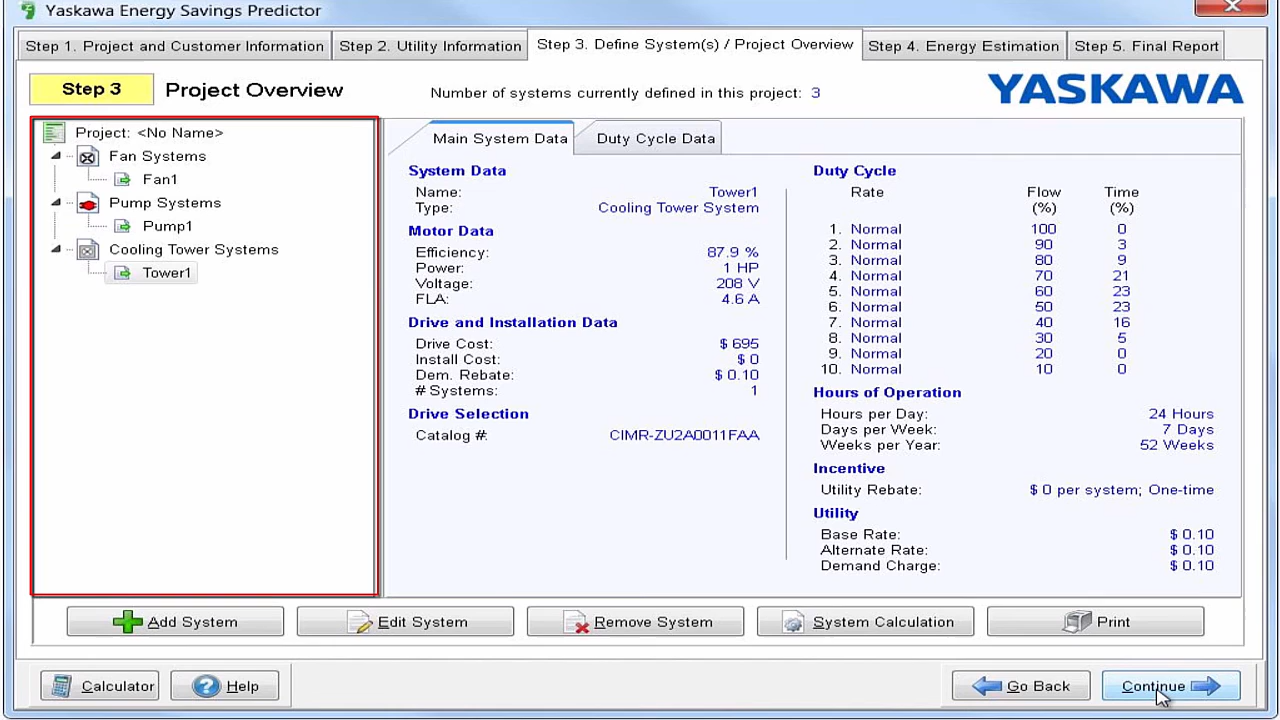 Yaskawa Energy Savings Predictor
Step 1. Project and Customer Information
Step 2. Utility Information
Step 3. Define System(s) / Project Overview
Step 4. Energy Estimation
Step 5. Final Report
Step 3
Project Overview
Number of systems currently defined in this project: 3
YASKAWA
Project: <No Name>
Fan Systems
Fan1
Pump Systems
Pump1
Cooling Tower Systems
Tower1
Main System Data
Duty Cycle Data
System Data
Name: Tower1
Type: Cooling Tower System
Motor Data
Efficiency: 87.9 %
Power: 1 HP
Voltage: 208 V
FLA: 4.6 A
Drive and Installation Data
Drive Cost: $ 695
Install Cost: $ 0
Dem. Rebate: $ 0.10
# Systems: 1
Drive Selection
Catalog #: CIMR-ZU2A0011FAA
Duty Cycle
Rate Flow Time
(%) (%)
1. Normal 100 0
2. Normal 90 3
3. Normal 80 9
4. Normal 70 21
5. Normal 60 23
6. Normal 50 23
7. Normal 40 16
8. Normal 30 5
9. Normal 20 0
10. Normal 10 0
Hours of Operation
Hours per Day: 24 Hours
Days per Week: 7 Days
Weeks per Year: 52 Weeks
Incentive
Utility Rebate: $ 0 per system; One-time
Utility
Base Rate: $ 0.10
Alternate Rate: $ 0.10
Demand Charge: $ 0.10
Add System
Edit System
Remove System
System Calculation
Print
Calculator
Help
Go Back
Continue